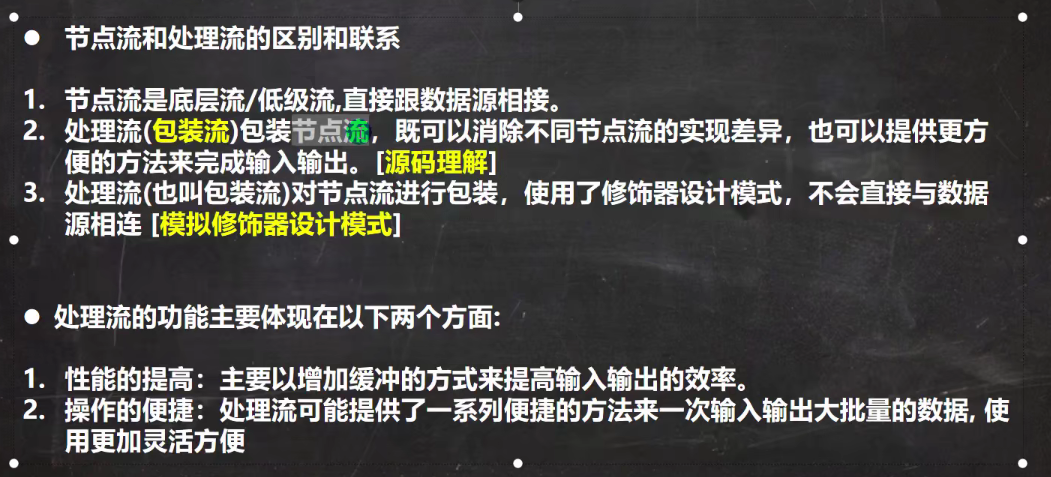 ● 节点流和处理流的区别和联系
1. 节点流是底层流/低级流,直接跟数据源相接。
2. 处理流(包装流)包装节点流，既可以消除不同节点流的实现差异，也可以提供更方
便的方法来完成输入输出。[源码理解]
3. 处理流(也叫包装流)对节点流进行包装，使用了修饰器设计模式，不会直接与数据
源相连 [模拟修饰器设计模式]
● 处理流的功能主要体现在以下两个方面:
1. 性能的提高：主要以增加缓冲的方式来提高输入输出的效率。
2. 操作的便捷：处理流可能提供了一系列便捷的方法来一次输入输出大批量的数据, 使
用更加灵活方便